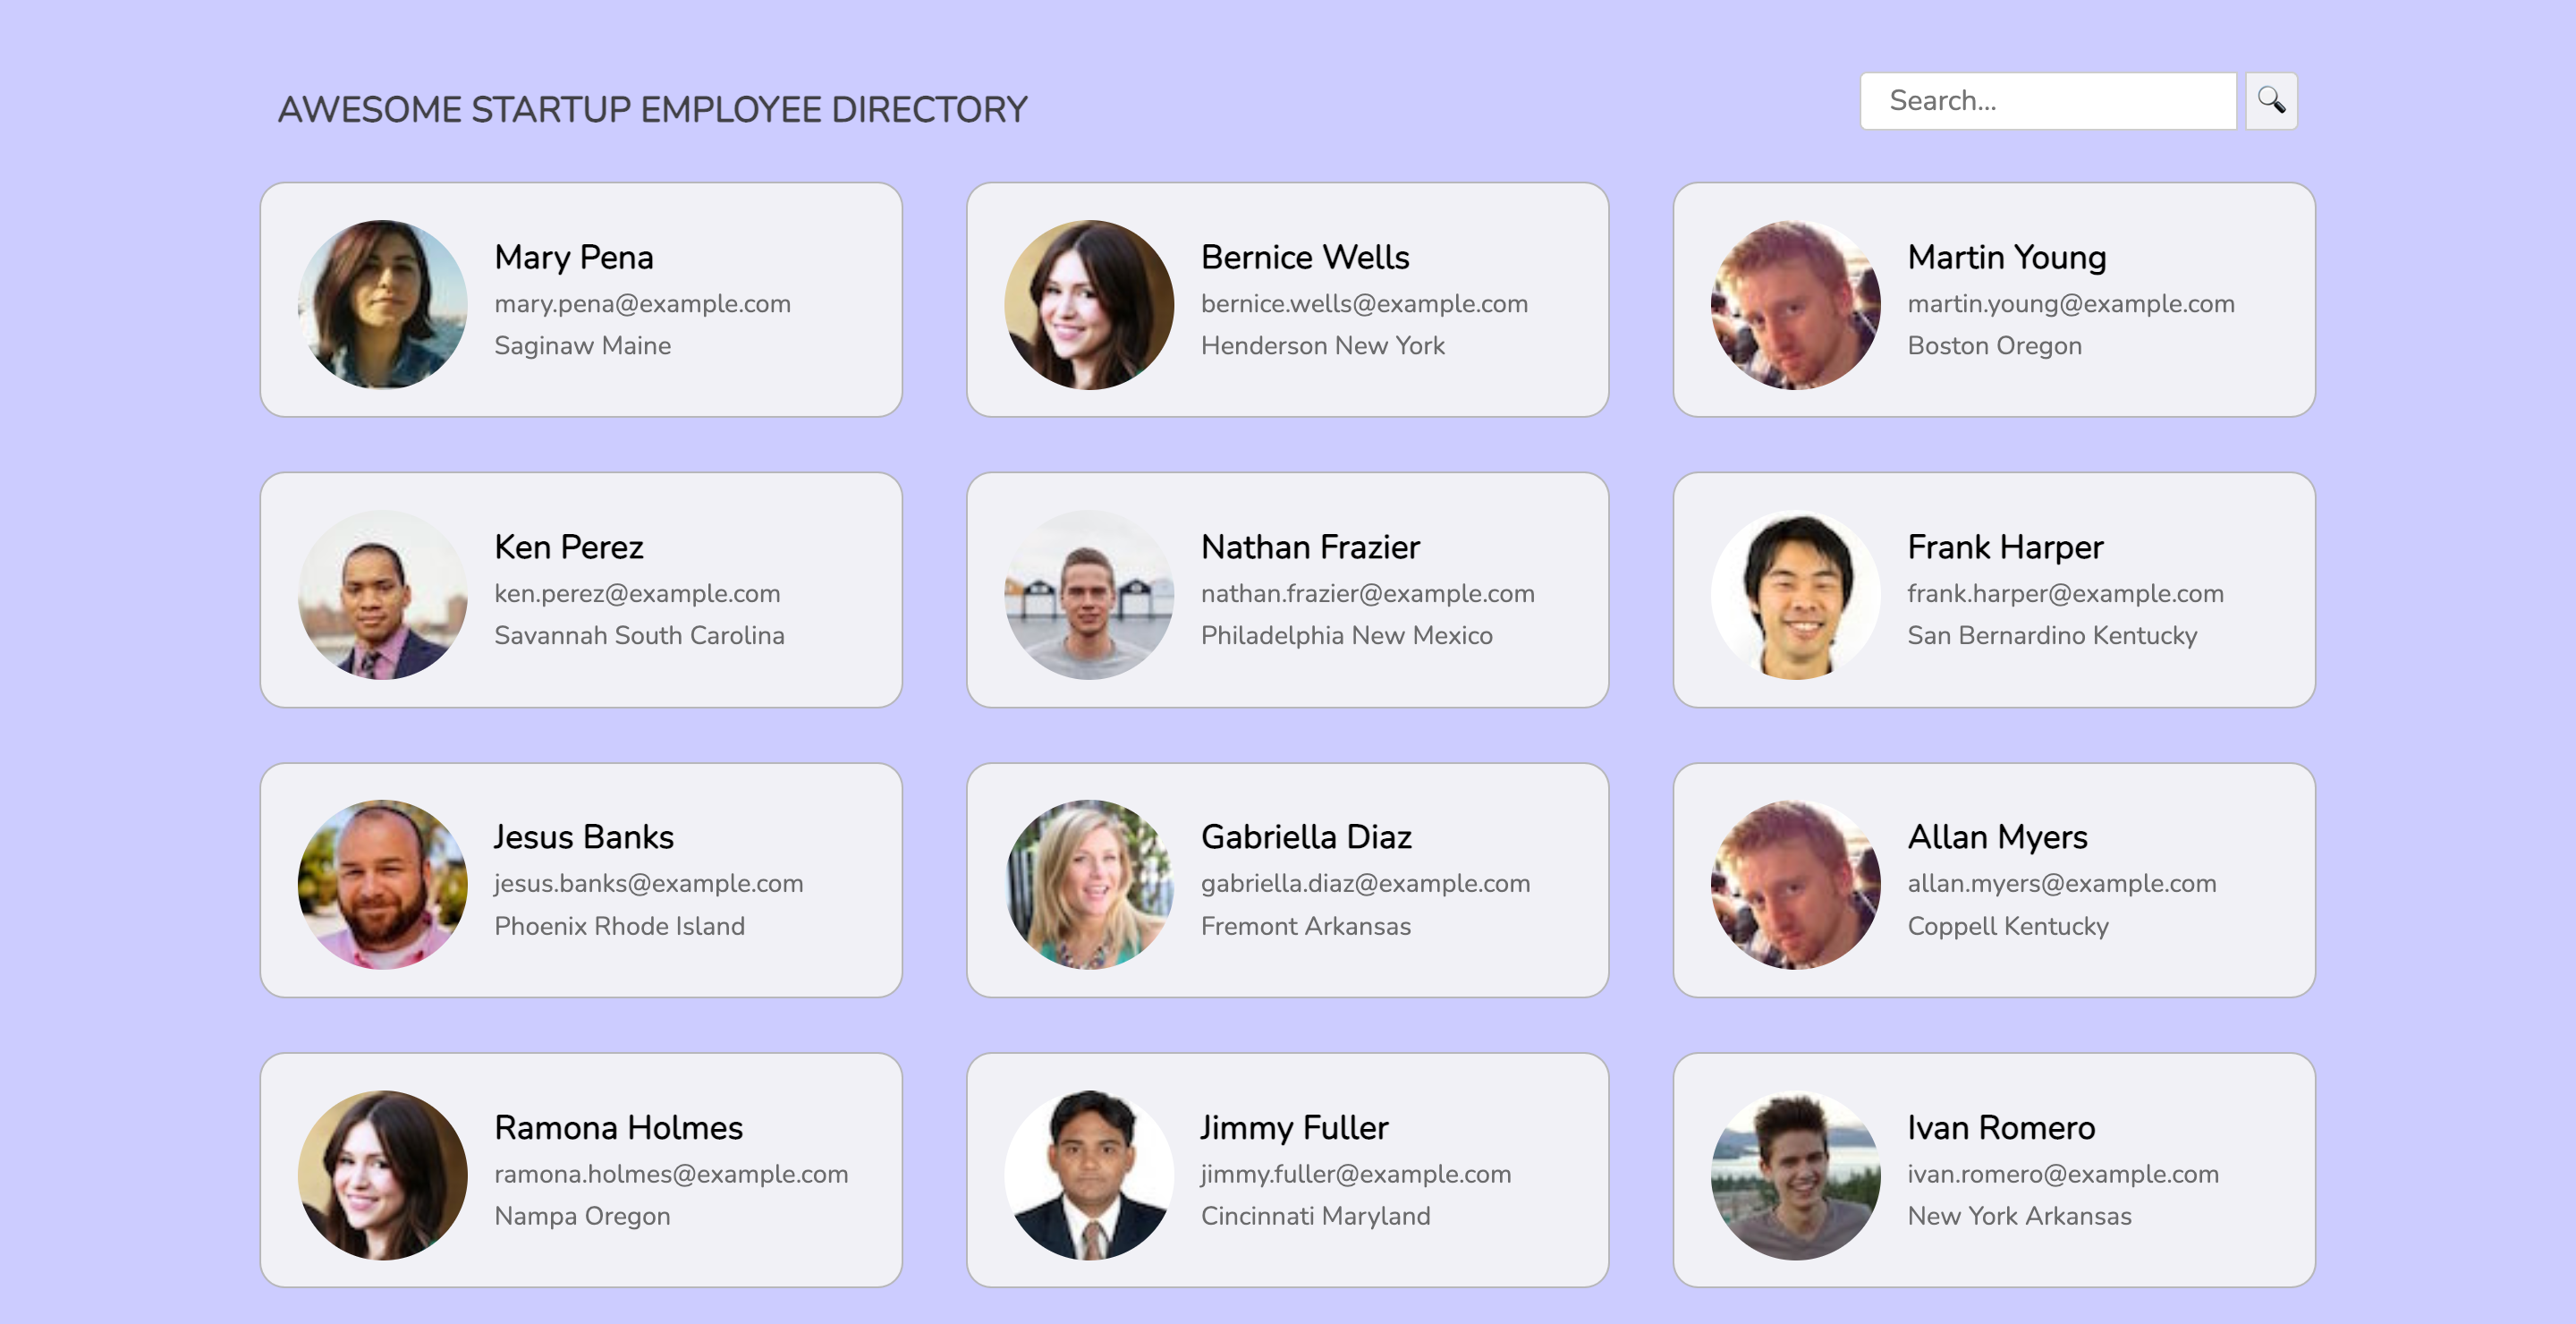 AWESOME STARTUP EMPLOYEE DIRECTORY
Search...
Mary Pena
mary.pena@example.com
Saginaw Maine
Bernice Wells
bernice.wells@example.com
Henderson New York
Martin Young
martin.young@example.com
Boston Oregon
Ken Perez
ken.perez@example.com
Savannah South Carolina
Nathan Frazier
nathan.frazier@example.com
Philadelphia New Mexico
Frank Harper
frank.harper@example.com
San Bernardino Kentucky
Jesus Banks
jesus.banks@example.com
Phoenix Rhode Island
Gabriella Diaz
gabriella.diaz@example.com
Fremont Arkansas
Allan Myers
allan.myers@example.com
Coppell Kentucky
Ramona Holmes
ramona.holmes@example.com
Nampa Oregon
Jimmy Fuller
jimmy.fuller@example.com
Cincinnati Maryland
Ivan Romero
ivan.romero@example.com
New York Arkansas